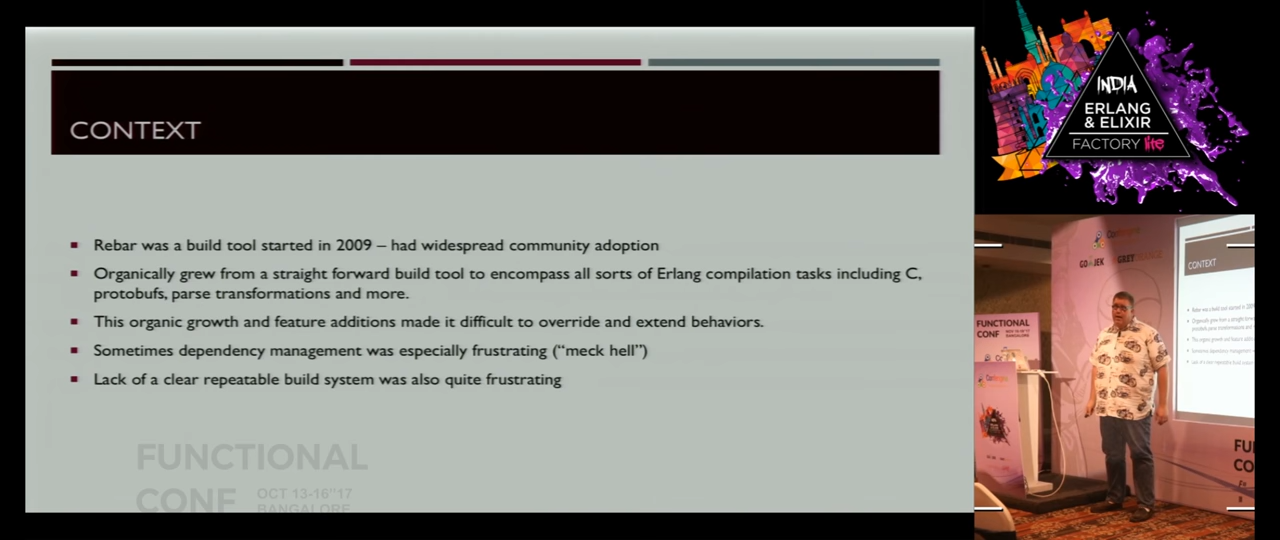 CONTEXT
Rebar was a build tool started in 2009 – had widespread community adoption
Organically grew from a straight forward build tool to encompass all sorts of Erlang compilation tasks including C,
protobufs, parse transformations and more.
This organic growth and feature additions made it difficult to override and extend behaviors.
Sometimes dependency management was especially frustrating (“meck hell”)
Lack of a clear repeatable build system was also quite frustrating
FUNCTIONAL
CONF OCT 13-16"17
BANGALORE
INDIA
ERLANG
& ELIXIR
FACTORY lite
CONTEXT
FUNCTIONAL
CONF